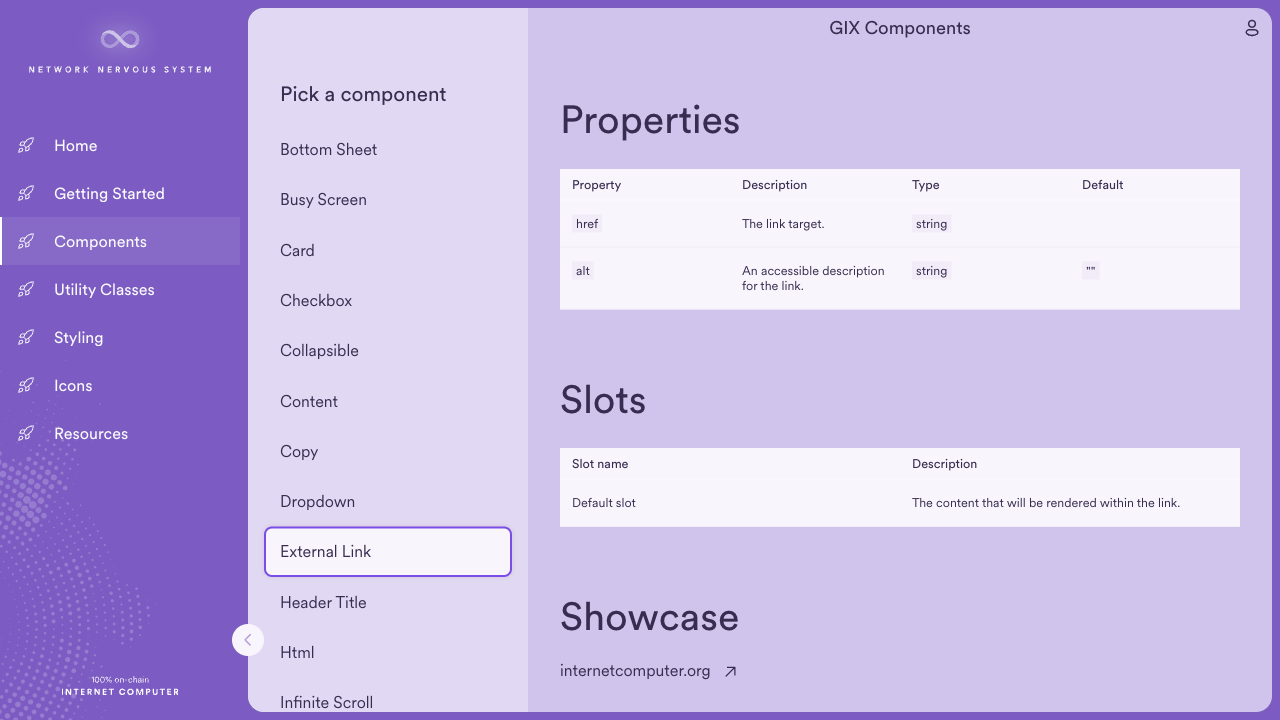 NETWORK NERVOUS SYSTEM
Home
Getting Started
Components
Utility Classes
Styling
Icons
Resources
100% on-chain
INTERNET COMPUTER
Pick a component
Bottom Sheet
Busy Screen
Card
Checkbox
Collapsible
Content
Copy
Dropdown
External Link
Header Title
Html
Infinite Scroll
GIX Components
Properties
Property Description Type Default
href The link target. string
alt An accessible description string ""
for the link.
Slots
Slot name Description
Default slot The content that will be rendered within the link.
Showcase
internetcomputer.org